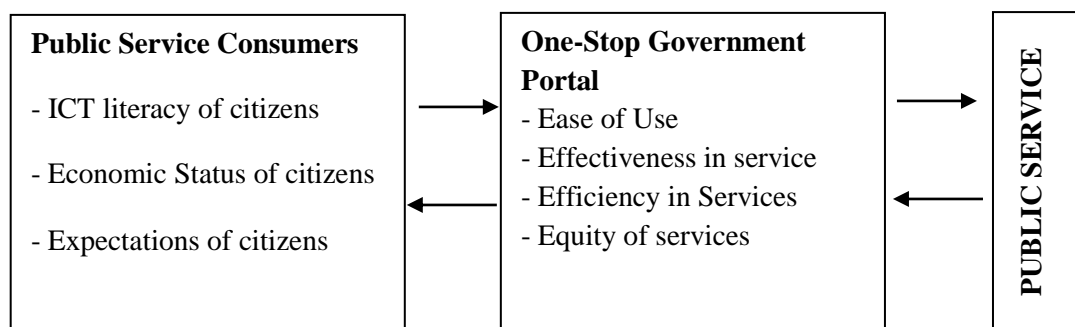 Public Service Consumers
- ICT literacy of citizens
- Economic Status of citizens
- Expectations of citizens
One-Stop Government
Portal
- Ease of Use
- Effectiveness in service
- Efficiency in Services
- Equity of services
PUBLIC SERVICE